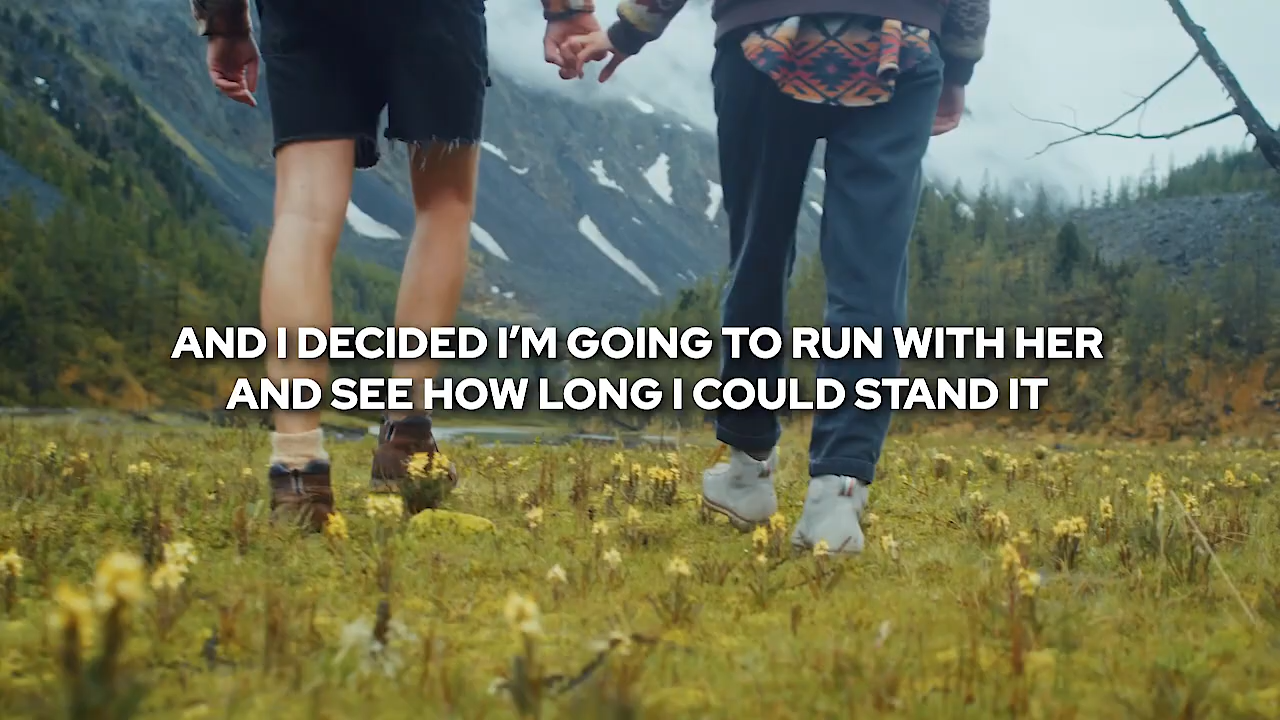 AND I DECIDED I'M GOING TO RUN WITH HER
AND SEE HOW LONG I COULD STAND IT